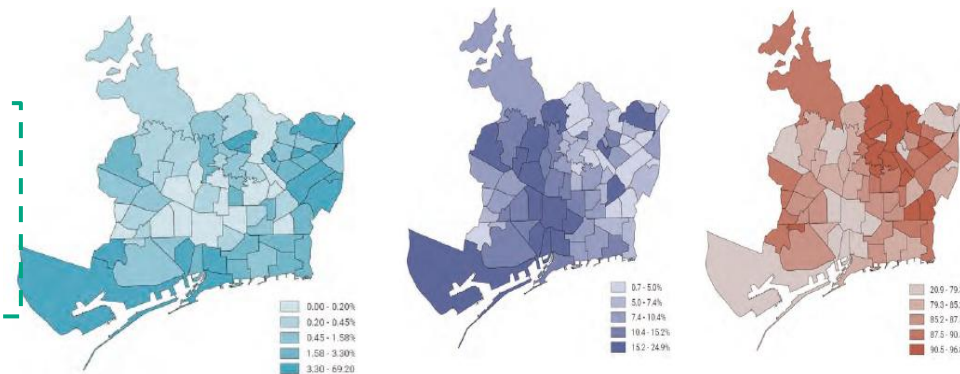 0.00 - 0.20%
0.20 - 0.45%
0.45 - 1.58%
1.58 - 3.30%
3.30 - 69.20
0.7 - 5.0%
5.0 - 7.4%
7.4 - 10.4%
10.4 - 15.2%
15.2 - 24.9%
20.9 - 79.
79.3 - 85.
85.2 - 87.
87.5 - 90.
90.5 - 96.